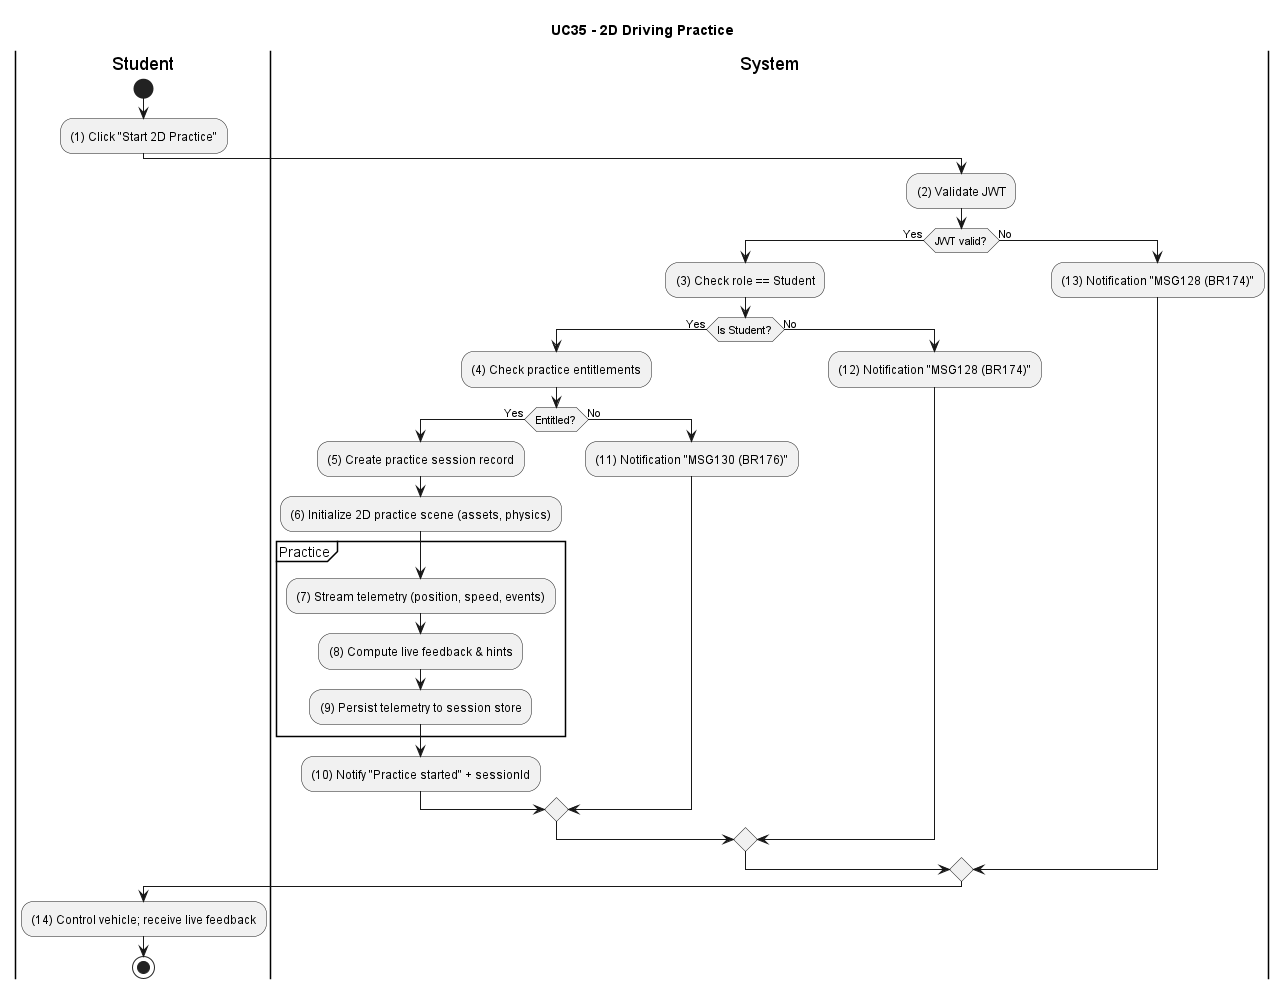 UC35 - 2D Driving Practice
Student
System
(1) Click "Start 2D Practice"
(2) Validate JWT
Yes
JWT valid?
No
(3) Check role == Student
(13) Notification "MSG128 (BR174)"
Yes
Is Student?
No
(4) Check practice entitlements
(12) Notification "MSG128 (BR174)"
Yes
Entitled?
No
(5) Create practice session record
(11) Notification "MSG130 (BR176)"
(6) Initialize 2D practice scene (assets, physics)
Practice
(7) Stream telemetry (position, speed, events)
(8) Compute live feedback & hints
(9) Persist telemetry to session store
(10) Notify "Practice started" + sessionId
(14) Control vehicle; receive live feedback